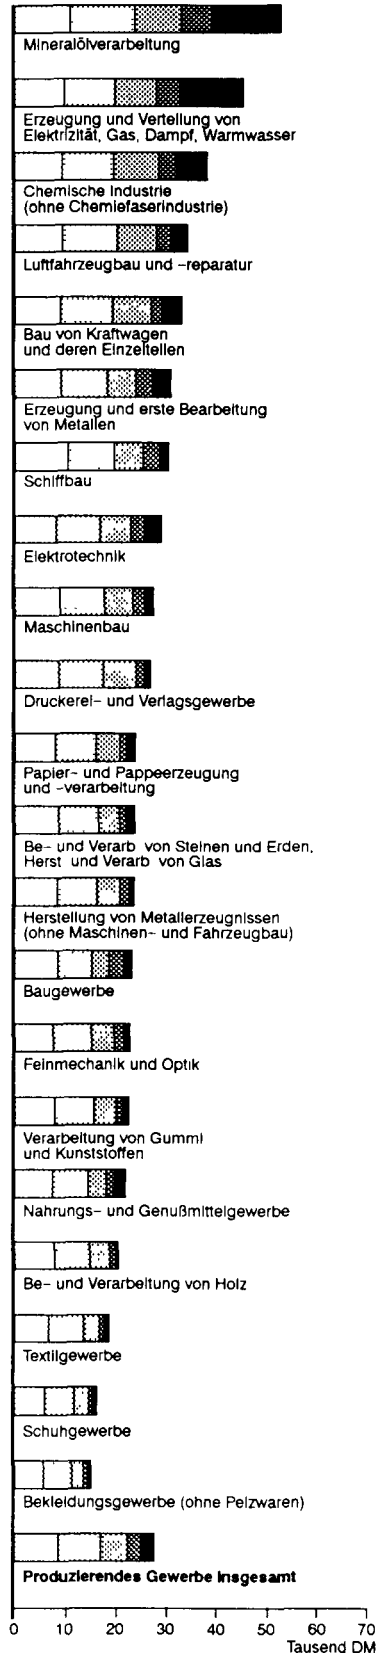 Mineralölverarbeitung
Erzeugung und Verteilung von
Elektrizität, Gas, Dampf, Warmwasser
Chemische Industrie
(ohne Chemiefaserindustrie)
Luftfahrzeugbau und -reparatur
Bau von Kraftwagen
und deren Einzelteilen
Erzeugung und erste Bearbeitung
von Metallen
Schiffbau
Elektrotechnik
Maschinenbau
Druckerei- und Verlagsgewerbe
Papier- und Pappeerzeugung
und -verarbeitung
Be- und Verarb von Steinen und Erden,
Herst und Verarb von Glas
Herstellung von Metallerzeugnissen
(ohne Maschinen- und Fahrzeugbau)
Baugewerbe
Feinmechanik und Optik
Verarbeitung von Gummi
und Kunststoffen
Nahrungs- und Genußmittelgewerbe
Be- und Verarbeitung von Holz
Textilgewerbe
Schuhgewerbe
Bekleidungsgewerbe (ohne Pelzwaren)
Produzierendes Gewerbe insgesamt
0 10 20 30 40 50 60 70
Tausend DM